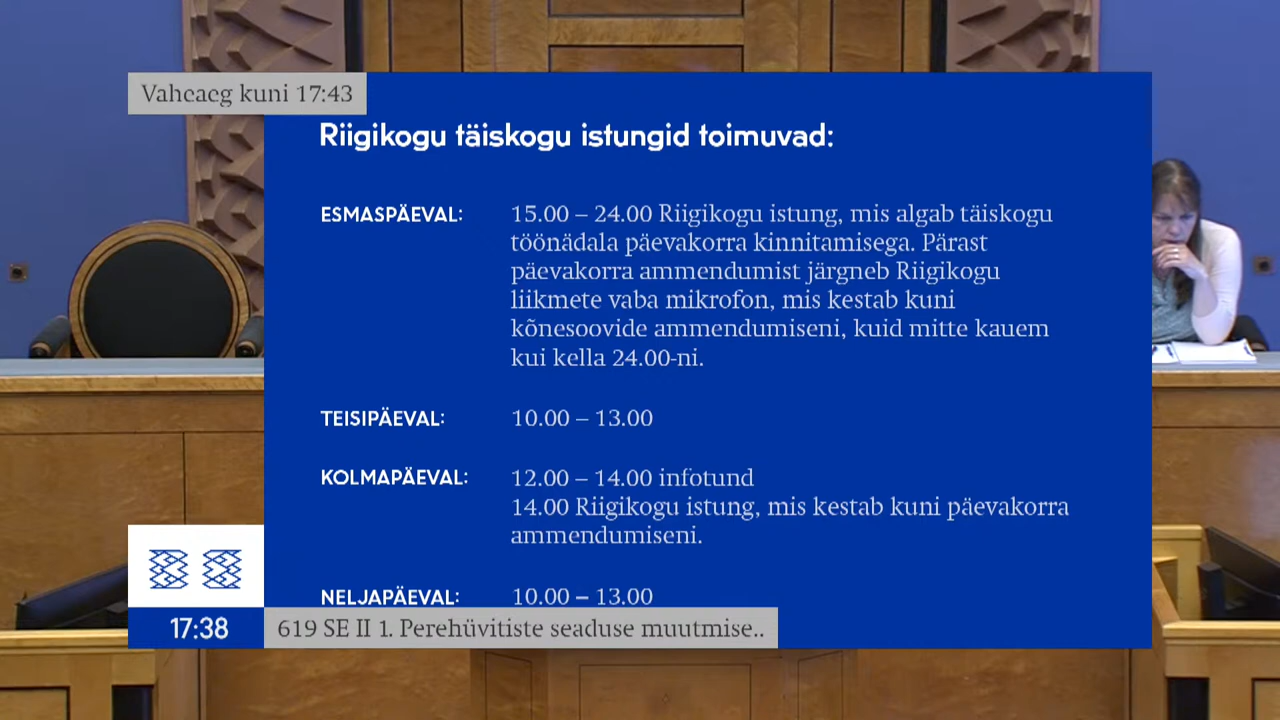 Vaheaeg kuni 17:43
Riigikogu täiskogu istungid toimuvad:
ESMASPÄEVAL:
15.00 – 24.00 Riigikogu istung, mis algab täiskogu
töönädala päevakorra kinnitamisega. Pärast
päevakorra ammendumist järgneb Riigikogu
liikmete vaba mikrofon, mis kestab kuni
kõnesoovide ammendumiseni, kuid mitte kauem
kui kella 24.00-ni.
TEISIPÄEVAL:
10.00 – 13.00
KOLMAPÄEVAL:
12.00 – 14.00 infotund
14.00 Riigikogu istung, mis kestab kuni päevakorra
ammendumiseni.
NELJAPÄEVAL:
10.00 – 13.00
17:38
619 SE II 1. Perehüvitiste seaduse muutmise..